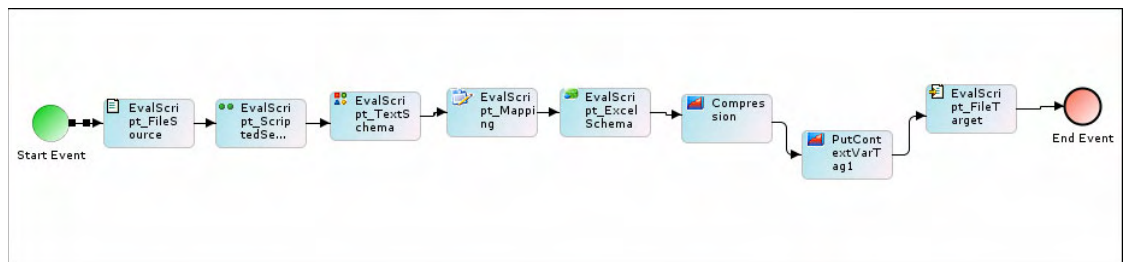 Start Event
EvalScri
pt_FileS
ource
EvalScri
pt_Scrip
tedSe...
EvalScri
pt_TextS
chema
EvalScri
pt_Mappi
ng
EvalScri
pt_Excel
Schema
Compres
sion
PutCont
extVarT
ag1
EvalScri
pt_FileT
arget
End Event